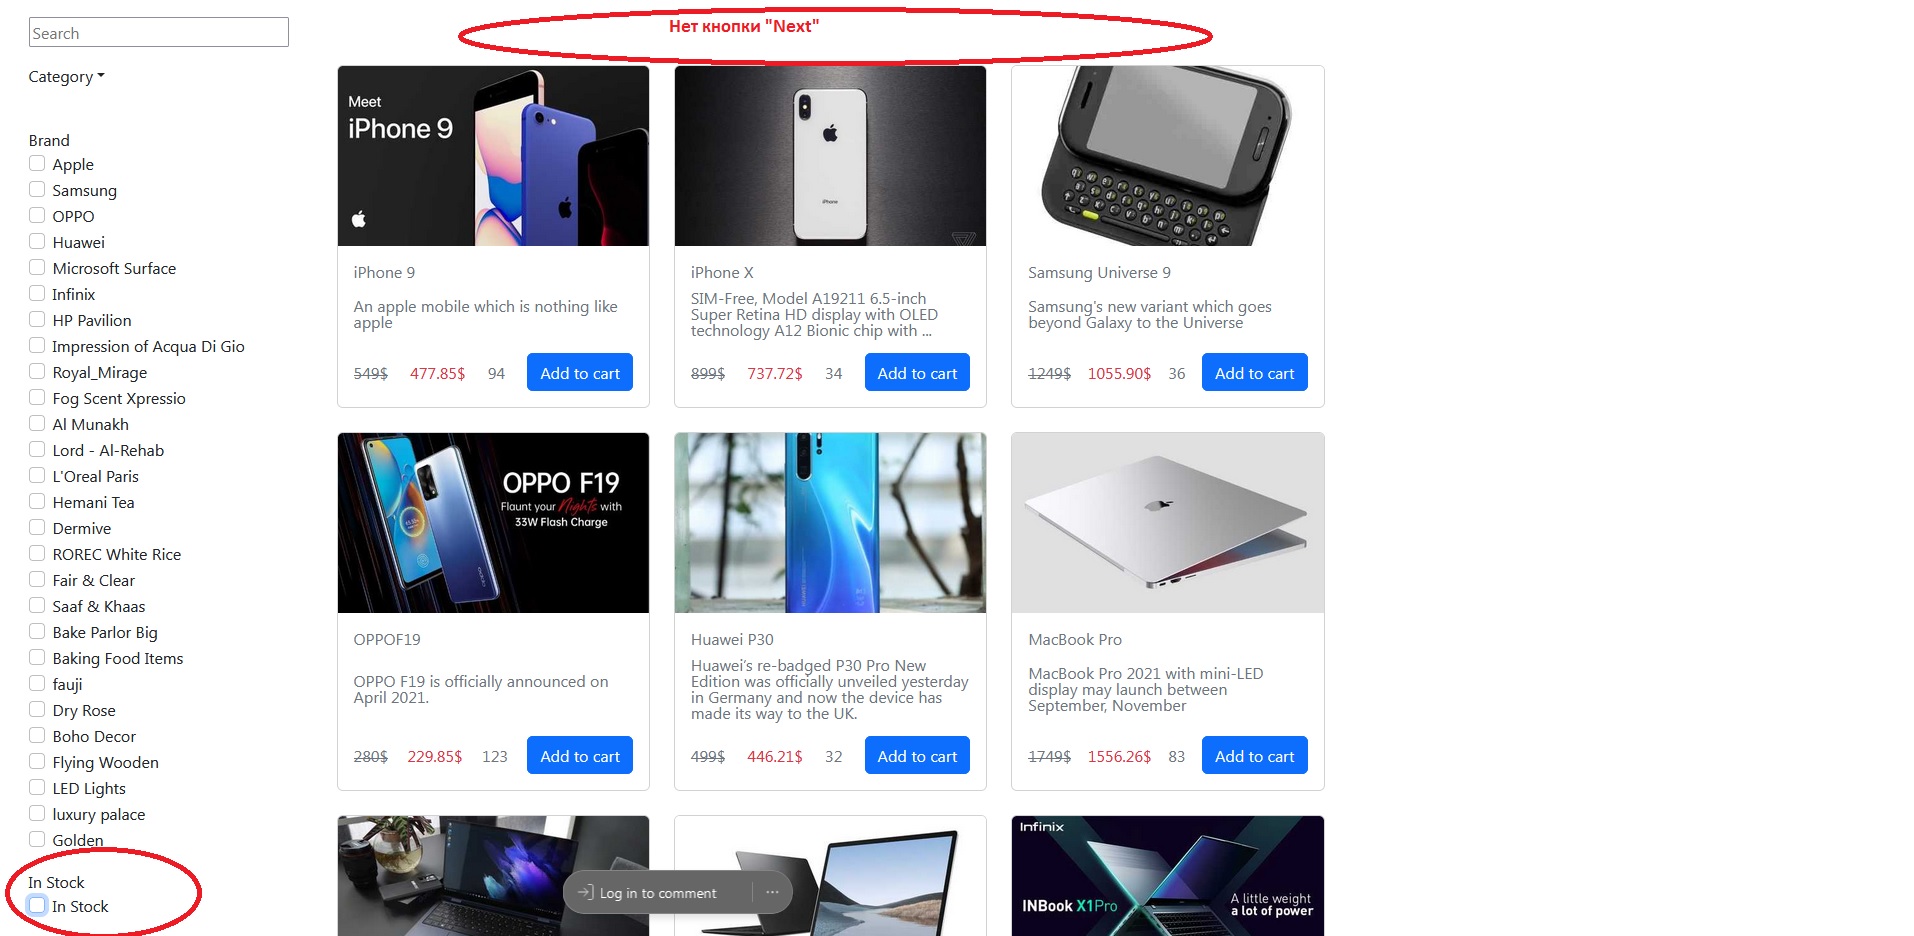 Search
Category
Brand
Apple
Samsung
OPPO
Huawei
Microsoft Surface
Infinix
HP Pavilion
Impression of Acqua Di Gio
Royal_Mirage
Fog Scent Xpressio
Al Munakh
Lord - Al-Rehab
L'Oreal Paris
Hemani Tea
Dermive
ROREC White Rice
Fair & Clear
Saaf & Khaas
Bake Parlor Big
Baking Food Items
fauji
Dry Rose
Boho Decor
Flying Wooden
LED Lights
luxury palace
Golden
In Stock
In Stock
Нет кнопки "Next"
Meet
iPhone 9
iPhone 9
An apple mobile which is nothing like
apple
549$ 477.85$ 94 Add to cart
iPhone
iPhone X
SIM-Free, Model A19211 6.5-inch
Super Retina HD display with OLED
technology A12 Bionic chip with ...
899$ 737.72$ 34 Add to cart
Samsung Universe 9
Samsung's new variant which goes
beyond Galaxy to the Universe
1249$ 1055.90$ 36 Add to cart
OPPO F19
Flaunt your Nights with
33W Flash Charge
OPPOF19
OPPO F19 is officially announced on
April 2021.
280$ 229.85$ 123 Add to cart
Huawei P30
Huawei’s re-badged P30 Pro New
Edition was officially unveiled yesterday
in Germany and now the device has
made its way to the UK.
499$ 446.21$ 32 Add to cart
MacBook Pro
MacBook Pro 2021 with mini-LED
display may launch between
September, November
1749$ 1556.26$ 83 Add to cart
Log in to comment
Infinix
INBook X1Pro
A little weight
a lot of power